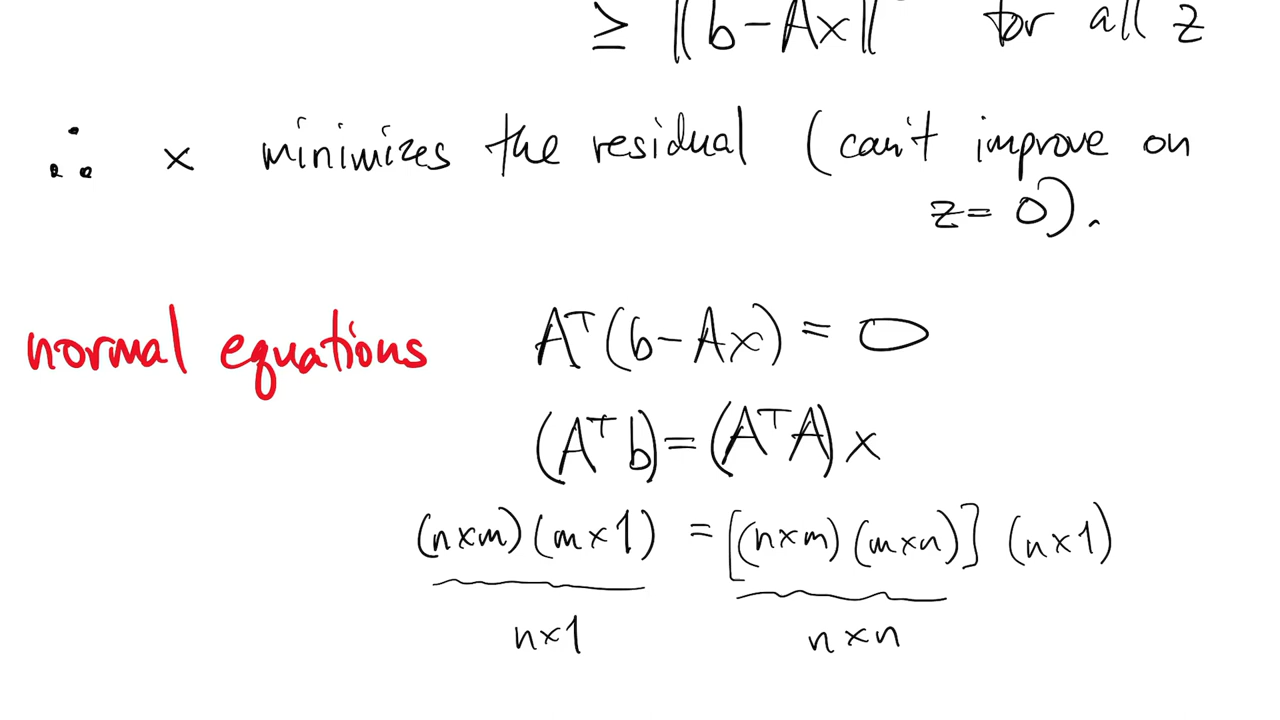 ≥ ‖b-Ax‖ for all z
∴ x minimizes the residual (can't improve on
z= 0).
normal equations Aᵀ(b-Ax) = 0
(Aᵀb)=(AᵀA)x
(n×m)(m×1) = [(n×m)(m×n)] (n×1)
n×1 n×n